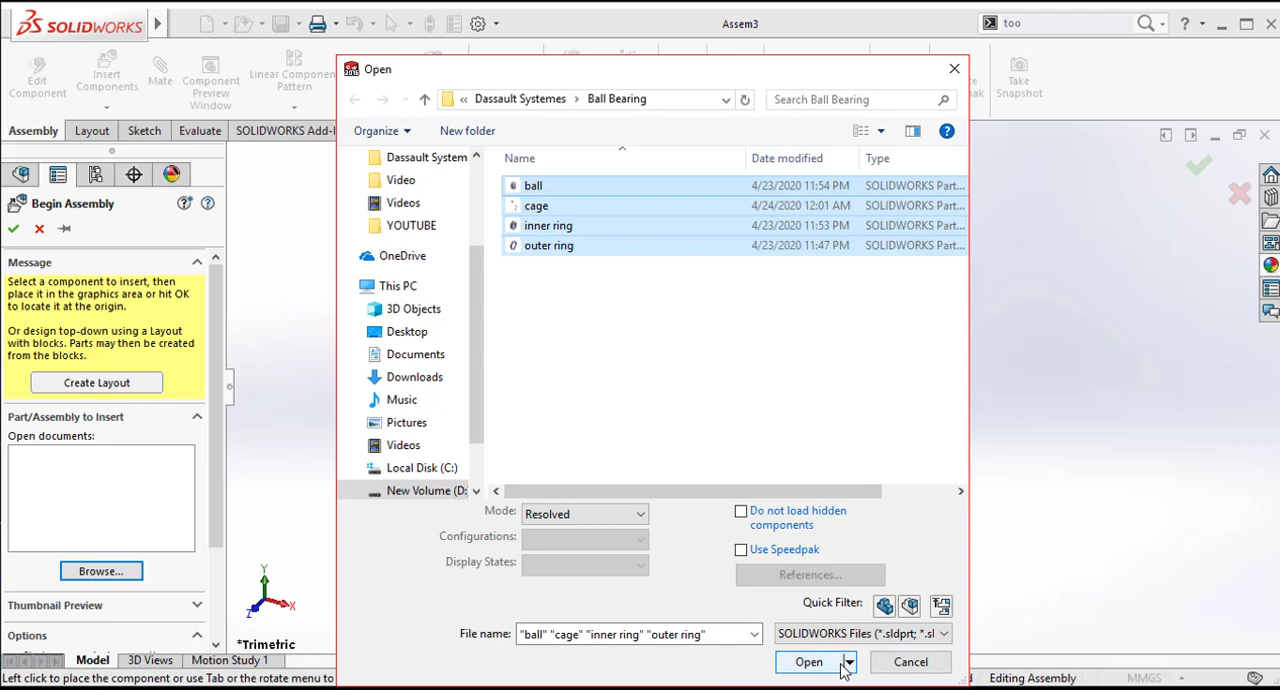 SOLIDWORKS
Assem3
too
?
Edit
Component
Insert
Components
Mate
Component
Preview
Window
Linear Component
Pattern
Take
Snapshot
Assembly
Layout
Sketch
Evaluate
SOLIDWORKS Add-I
Begin Assembly
Message
Select a component to insert, then
place it in the graphics area or hit OK
to locate it at the origin.
Or design top-down using a Layout
with blocks. Parts may then be created
from the blocks.
Create Layout
Part/Assembly to Insert
Open documents:
Browse...
Thumbnail Preview
Options
Open
« Dassault Systemes > Ball Bearing
Search Ball Bearing
Organize
New folder
Dassault System
Video
Videos
YOUTUBE
OneDrive
This PC
3D Objects
Desktop
Documents
Downloads
Music
Pictures
Videos
Local Disk (C:)
New Volume (D:
Name Date modified Type
ball 4/23/2020 11:54 PM SOLIDWORKS Part...
cage 4/24/2020 12:01 AM SOLIDWORKS Part...
inner ring 4/23/2020 11:53 PM SOLIDWORKS Part...
outer ring 4/23/2020 11:47 PM SOLIDWORKS Part...
Mode: Resolved
Configurations:
Display States:
Do not load hidden
components
Use Speedpak
References...
Quick Filter:
File name: "ball" "cage" "inner ring" "outer ring"
SOLIDWORKS Files (*.sldprt; *.sl
Open
Cancel
Y
X
Z
*Trimetric
Model
3D Views
Motion Study 1
Left click to place the component or use Tab or the rotate menu to
Editing Assembly
MMGS